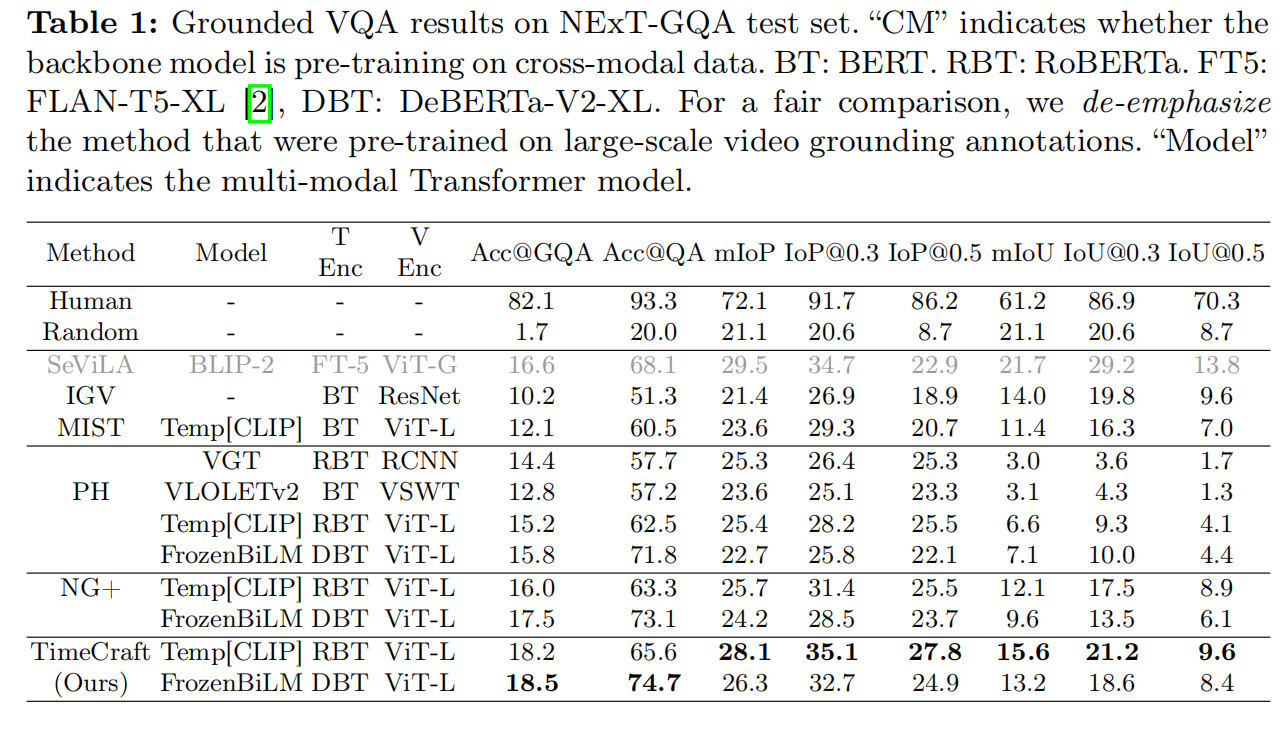 Table 1: Grounded VQA results on NExT-GQA test set. “CM” indicates whether the
backbone model is pre-training on cross-modal data. BT: BERT. RBT: RoBERTa. FT5:
FLAN-T5-XL [2], DBT: DeBERTa-V2-XL. For a fair comparison, we de-emphasize
the method that were pre-trained on large-scale video grounding annotations. “Model”
indicates the multi-modal Transformer model.
Method Model T Enc V Enc Acc@GQA Acc@QA mIoP IoP@0.3 IoP@0.5 mIoU IoU@0.3 IoU@0.5
Human - - - 82.1 93.3 72.1 91.7 86.2 61.2 86.9 70.3
Random - - - 1.7 20.0 21.1 20.6 8.7 21.1 20.6 8.7
SeViLA BLIP-2 FT-5 ViT-G 16.6 68.1 29.5 34.7 22.9 21.7 29.2 13.8
IGV - BT ResNet 10.2 51.3 21.4 26.9 18.9 14.0 19.8 9.6
MIST Temp[CLIP] BT ViT-L 12.1 60.5 23.6 29.3 20.7 11.4 16.3 7.0
VGT RBT RCNN 14.4 57.7 25.3 26.4 25.3 3.0 3.6 1.7
PH VLOLETv2 BT VSWT 12.8 57.2 23.6 25.1 23.3 3.1 4.3 1.3
Temp[CLIP] RBT ViT-L 15.2 62.5 25.4 28.2 25.5 6.6 9.3 4.1
FrozenBiLM DBT ViT-L 15.8 71.8 22.7 25.8 22.1 7.1 10.0 4.4
NG+ Temp[CLIP] RBT ViT-L 16.0 63.3 25.7 31.4 25.5 12.1 17.5 8.9
FrozenBiLM DBT ViT-L 17.5 73.1 24.2 28.5 23.7 9.6 13.5 6.1
TimeCraft Temp[CLIP] RBT ViT-L 18.2 65.6 28.1 35.1 27.8 15.6 21.2 9.6
(Ours) FrozenBiLM DBT ViT-L 18.5 74.7 26.3 32.7 24.9 13.2 18.6 8.4